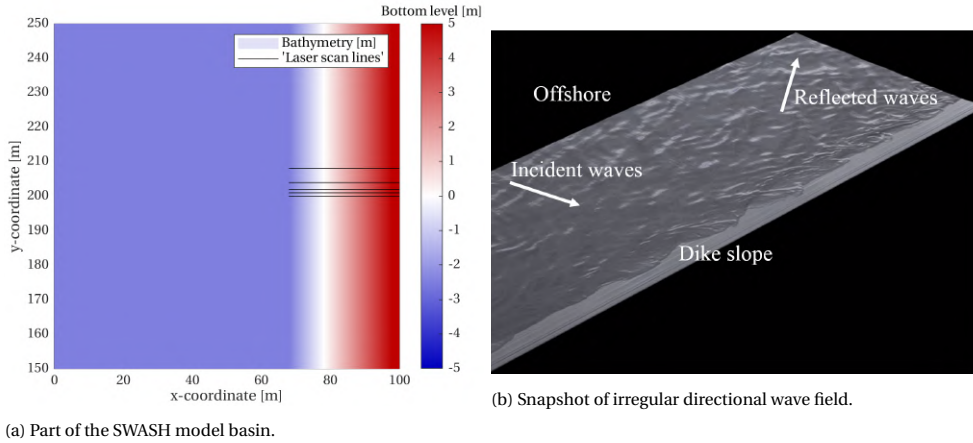 Bottom level [m]
250
240
230
220
210
200
190
180
170
160
150
y-coordinate [m]
0
20
40
60
80
100
x-coordinate [m]
Bathymetry [m]
'Laser scan lines'
5
4
3
2
1
0
-1
-2
-3
-4
-5
(a) Part of the SWASH model basin.
Offshore
Reflected waves
Incident waves
Dike slope
(b) Snapshot of irregular directional wave field.